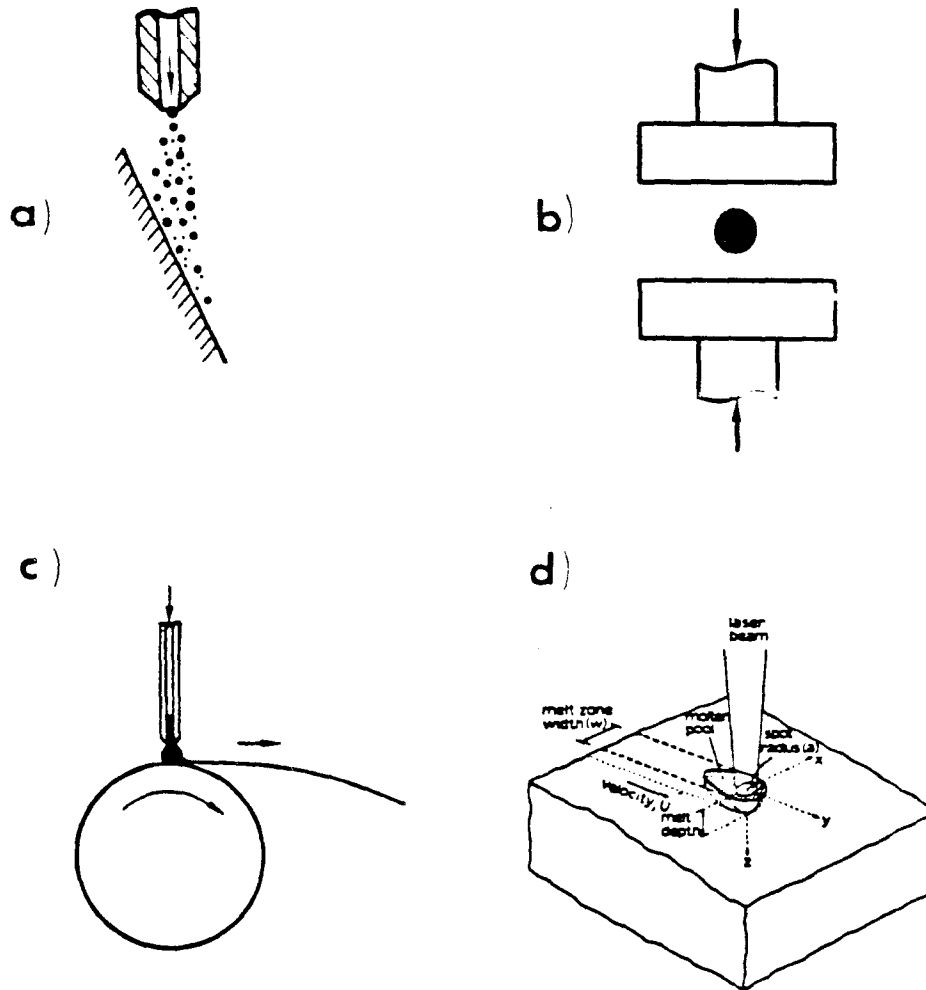 a)
b)
c)
d)
laser
beam
melt zone
width(w)
molten
pool
spot
radius(a)
x
velocity, U
melt
depth
y
z